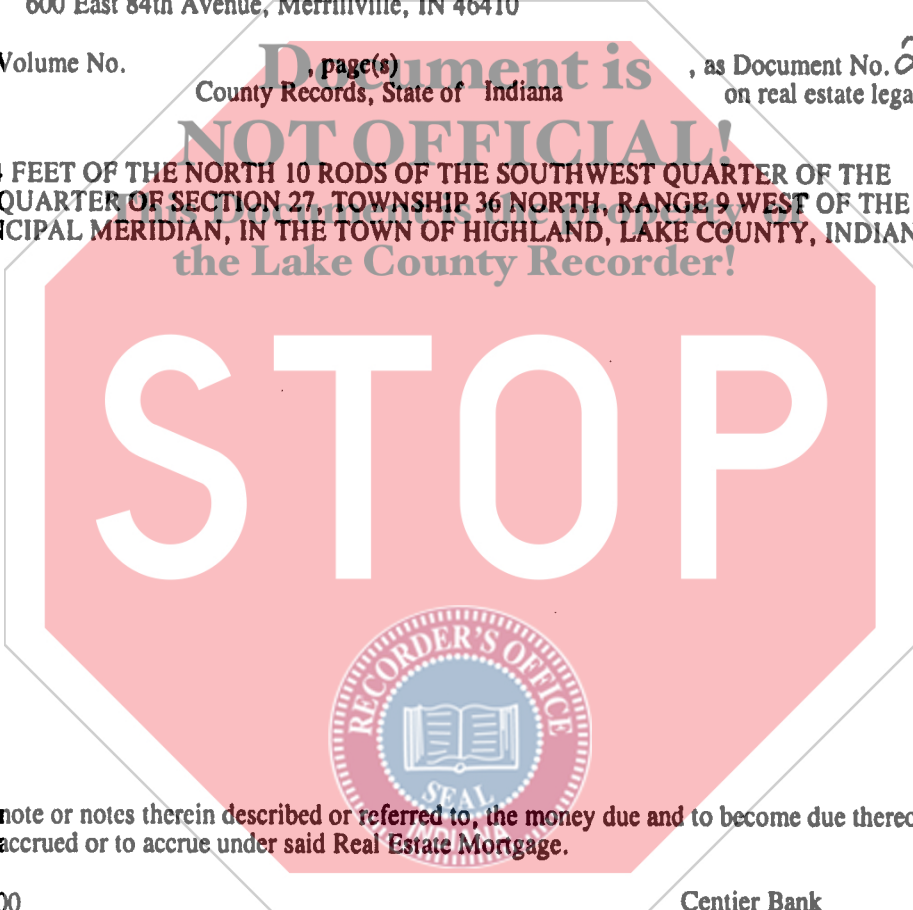 600 East 84th Avenue, Merrillville, IN 46410
Volume No. , page(s) , as Document No.
County Records, State of Indiana on real estate lega
Document is
NOT OFFICIAL!
This Document is the property of
the Lake County Recorder!
FEET OF THE NORTH 10 RODS OF THE SOUTHWEST QUARTER OF THE
QUARTER OF SECTION 27, TOWNSHIP 36 NORTH, RANGE 9 WEST OF THE
CIPAL MERIDIAN, IN THE TOWN OF HIGHLAND, LAKE COUNTY, INDIAN
STOP
RECORDER'S OFFICE
SEAL
INDIANA
note or notes therein described or referred to, the money due and to become due thereo
accrued or to accrue under said Real Estate Mortgage.
00 Centier Bank